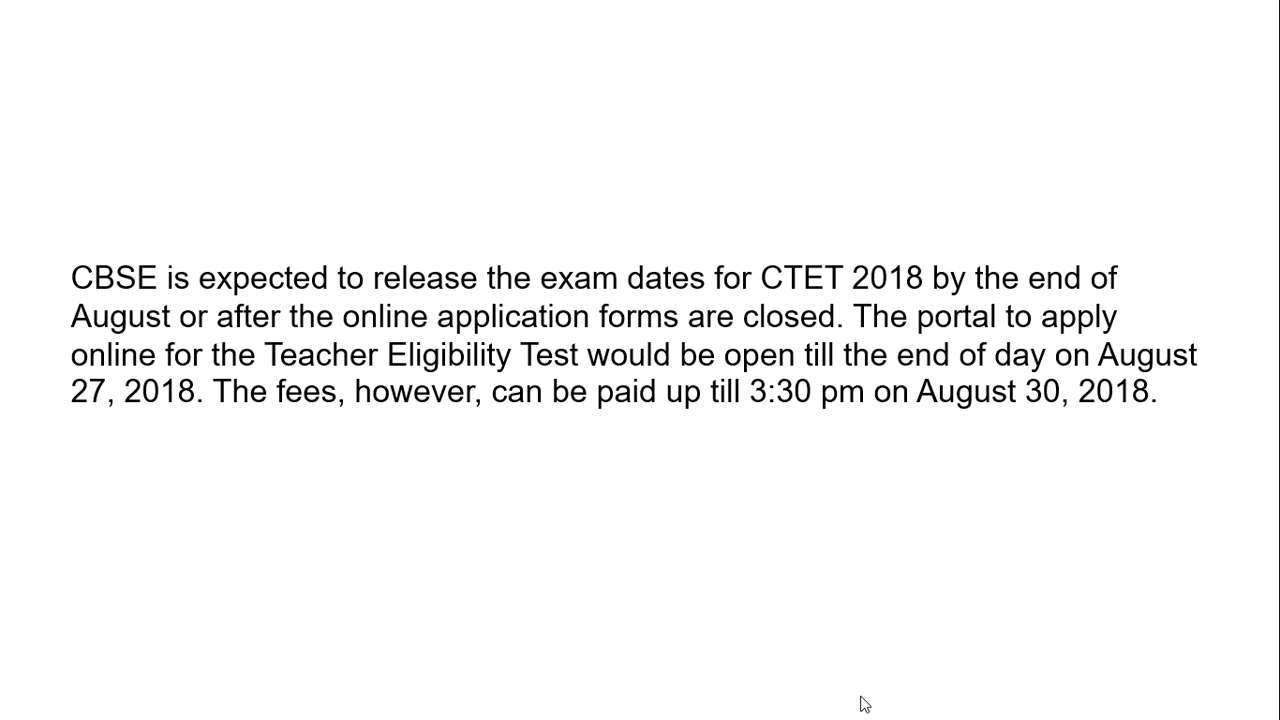 CBSE is expected to release the exam dates for CTET 2018 by the end of
August or after the online application forms are closed. The portal to apply
online for the Teacher Eligibility Test would be open till the end of day on August
27, 2018. The fees, however, can be paid up till 3:30 pm on August 30, 2018.